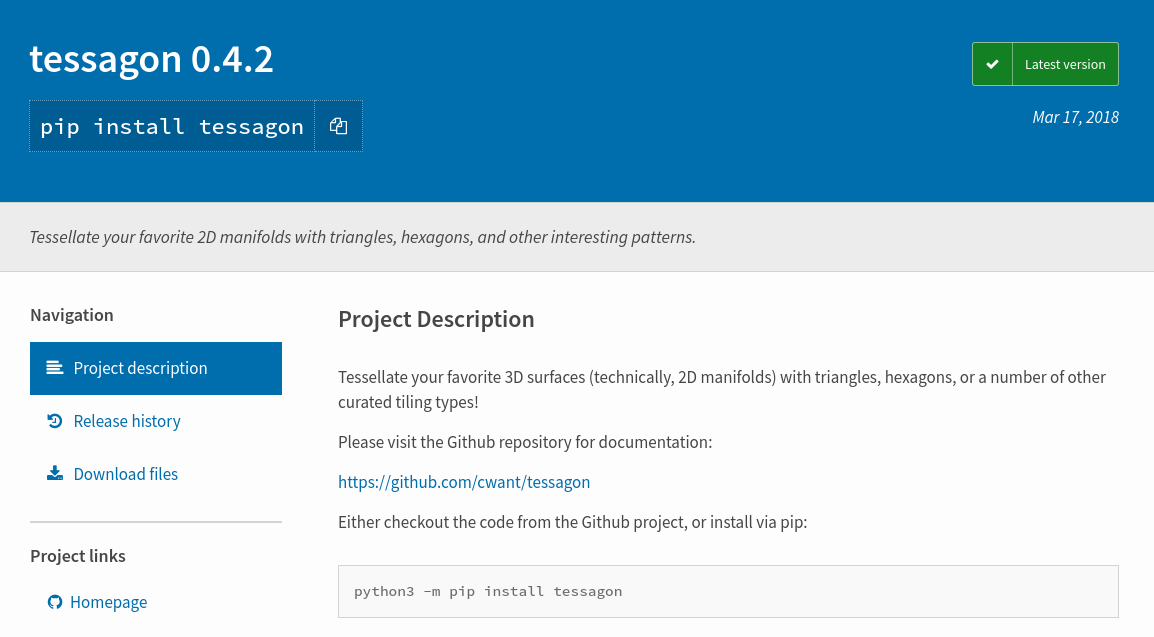 tessagon 0.4.2
pip install tessagon
Latest version
Mar 17, 2018
Tessellate your favorite 2D manifolds with triangles, hexagons, and other interesting patterns.
Navigation
Project description
Release history
Download files
Project links
Homepage
Project Description
Tessellate your favorite 3D surfaces (technically, 2D manifolds) with triangles, hexagons, or a number of other
curated tiling types!
Please visit the Github repository for documentation:
https://github.com/cwant/tessagon
Either checkout the code from the Github project, or install via pip:
python3 -m pip install tessagon